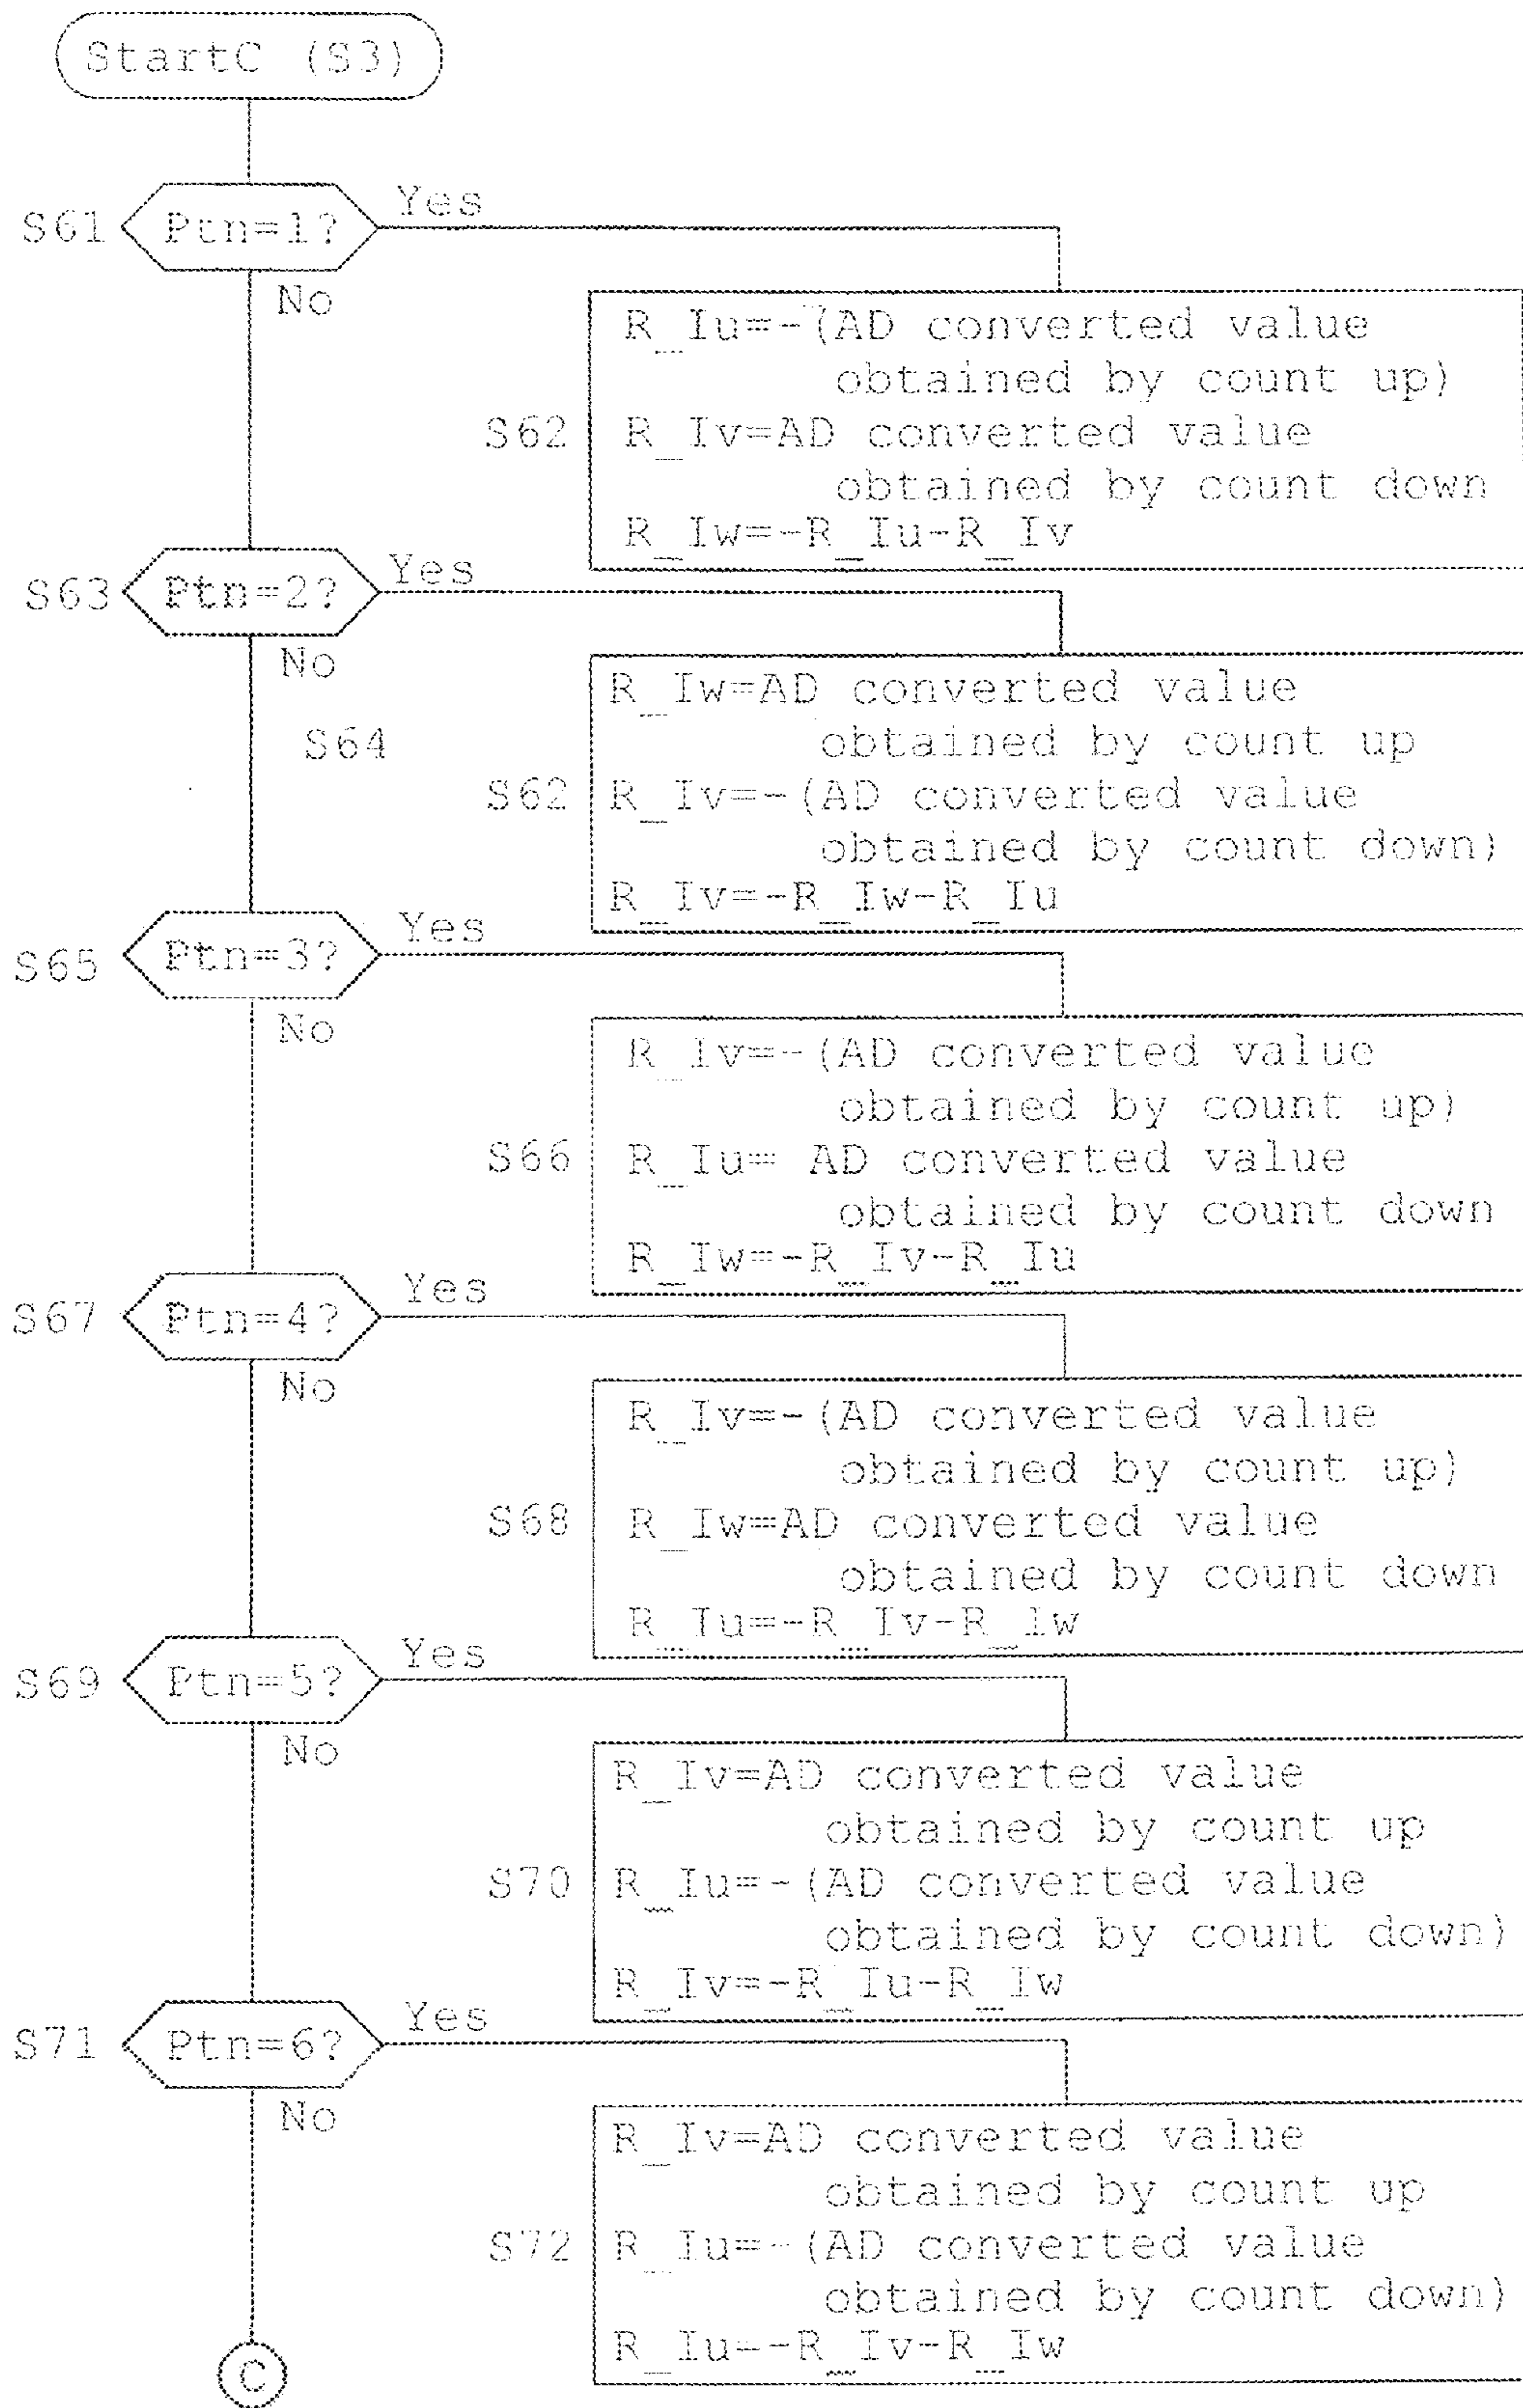 StartC (S3)
S61 Ptn=1? Yes
No
R_Iu=-(AD converted value
obtained by count up)
S62 R_Iv=AD converted value
obtained by count down
R_Iw=-R_Iu-R_Iv
S63 Ptn=2? Yes
No
S64
R_Iw=AD converted value
obtained by count up
S62 R_Iv=-(AD converted value
obtained by count down)
R_Iv=-R_Iw-R_Iu
S65 Ptn=3? Yes
No
R_Iv=-(AD converted value
obtained by count up)
S66 R_Iu= AD converted value
obtained by count down
R_Iw=-R_Iv-R_Iu
S67 Ptn=4? Yes
No
R_Iv=-(AD converted value
obtained by count up)
S68 R_Iw=AD converted value
obtained by count down
R_Iu=-R_Iv-R_Iw
S69 Ptn=5? Yes
No
R_Iv=AD converted value
obtained by count up
S70 R_Iu=-(AD converted value
obtained by count down)
R_Iv=-R_Iu-R_Iw
S71 Ptn=6? Yes
No
R_Iv=AD converted value
obtained by count up
S72 R_Iu=-(AD converted value
obtained by count down)
R_Iu=-R_Iv-R_Iw
C